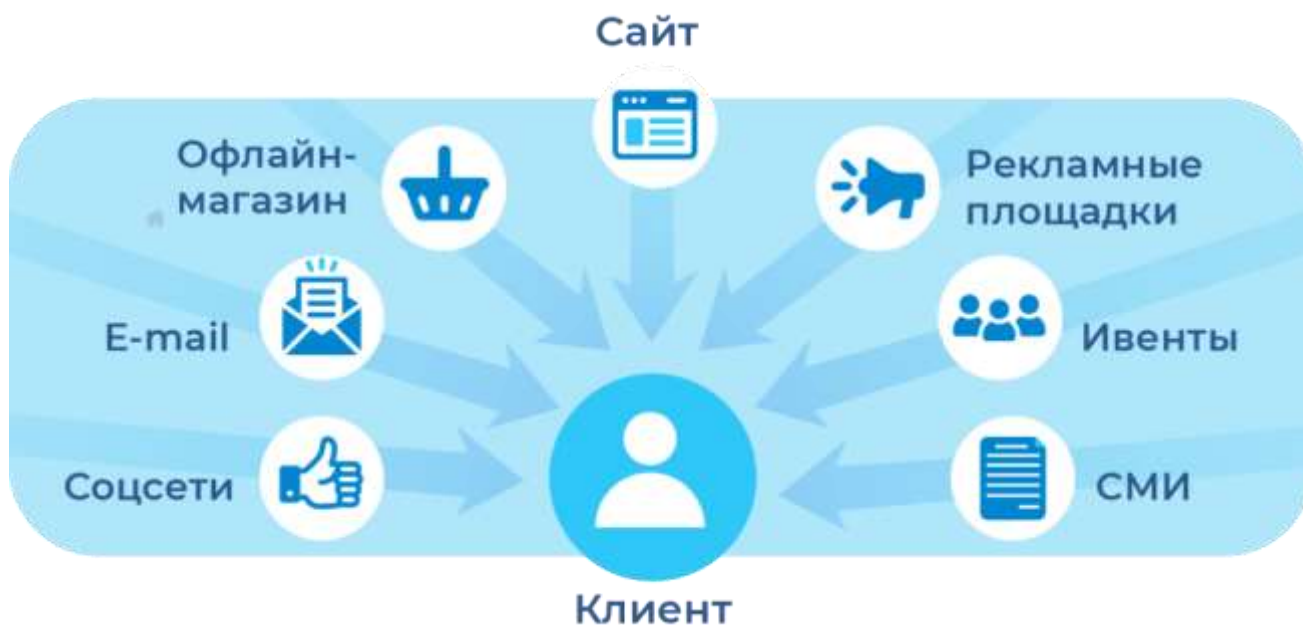 Сайт
Офлайн-
магазин
Рекламные
площадки
E-mail
Ивенты
Соцсети
СМИ
Клиент